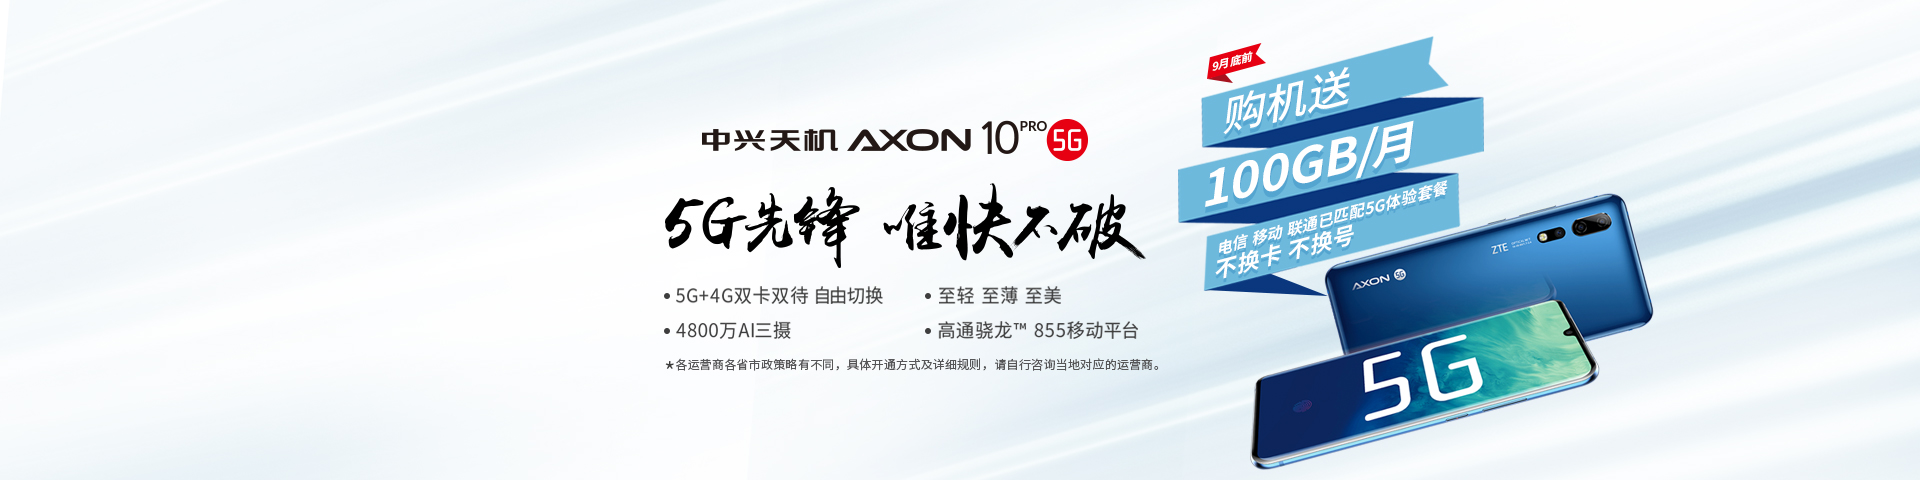 中兴天机 AXON 10 PRO 5G
5G先锋 唯快不破
• 5G+4G双卡双待 自由切换
• 至轻 至薄 至美
• 4800万AI三摄
• 高通骁龙™ 855移动平台
★各运营商各省市政策略有不同，具体开通方式及详细规则，请自行咨询当地对应的运营商。
9月底前
购机送
100GB/月
电信 移动 联通已匹配5G体验套餐
不换卡 不换号
AXON 5G
ZTE
5G